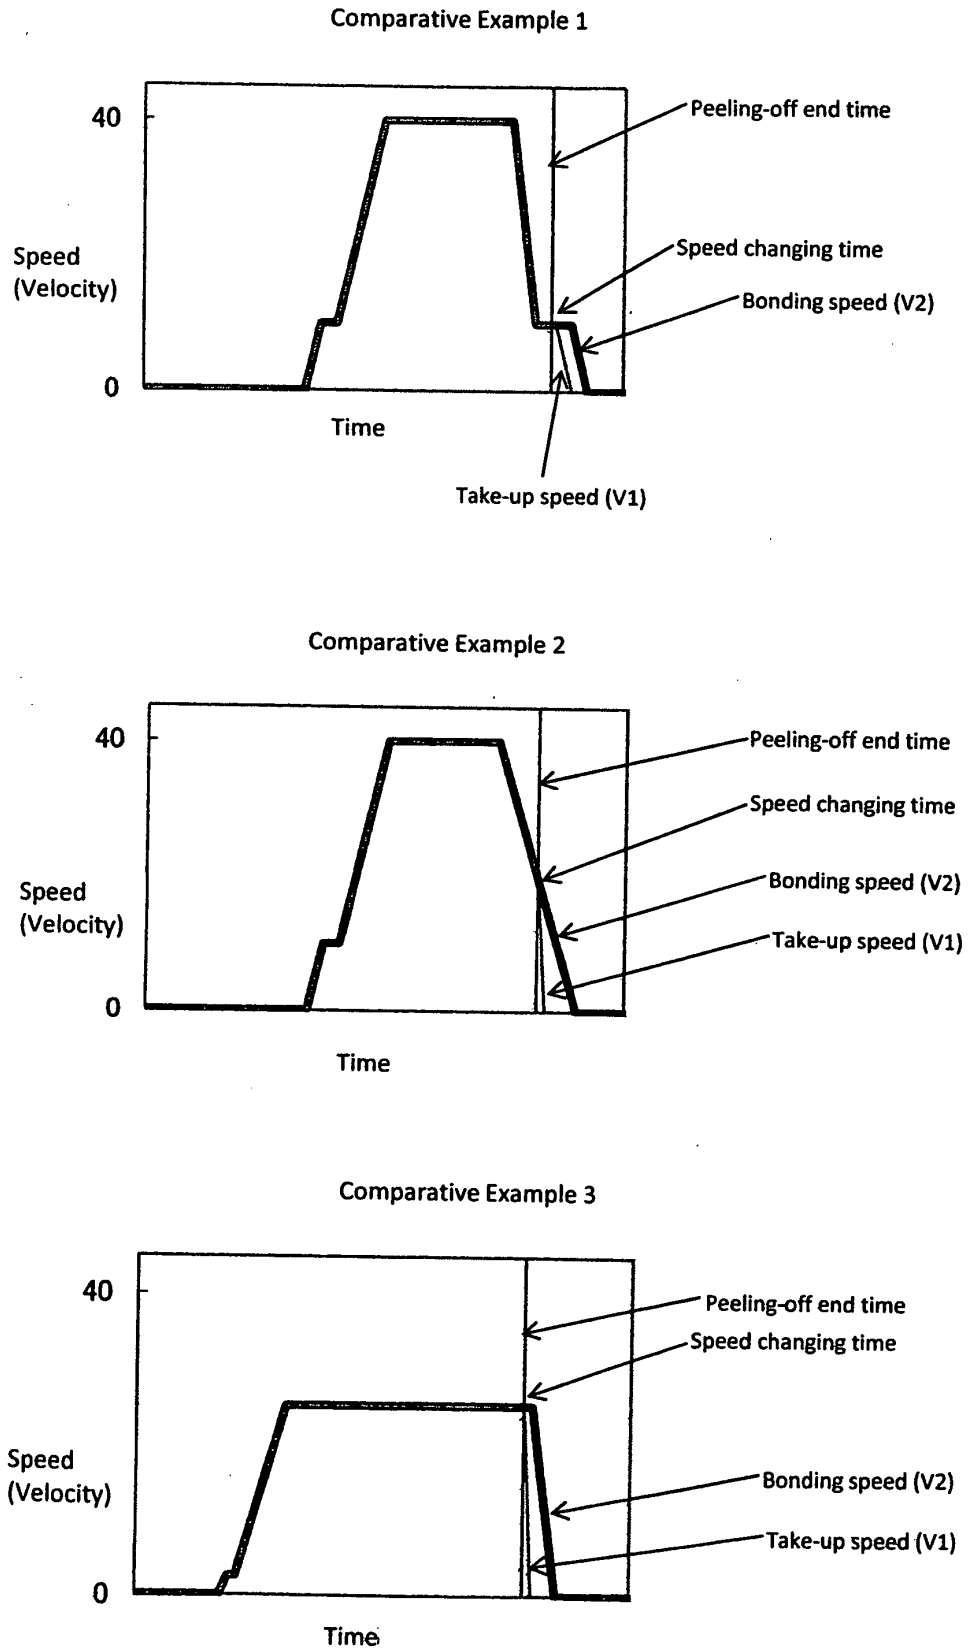 Comparative Example 1
40
Peeling-off end time
Speed changing time
Speed
(Velocity)
Bonding speed (V2)
0
Time
Take-up speed (V1)
Comparative Example 2
40
Peeling-off end time
Speed changing time
Speed
(Velocity)
Bonding speed (V2)
Take-up speed (V1)
0
Time
Comparative Example 3
40
Peeling-off end time
Speed changing time
Speed
(Velocity)
Bonding speed (V2)
Take-up speed (V1)
0
Time